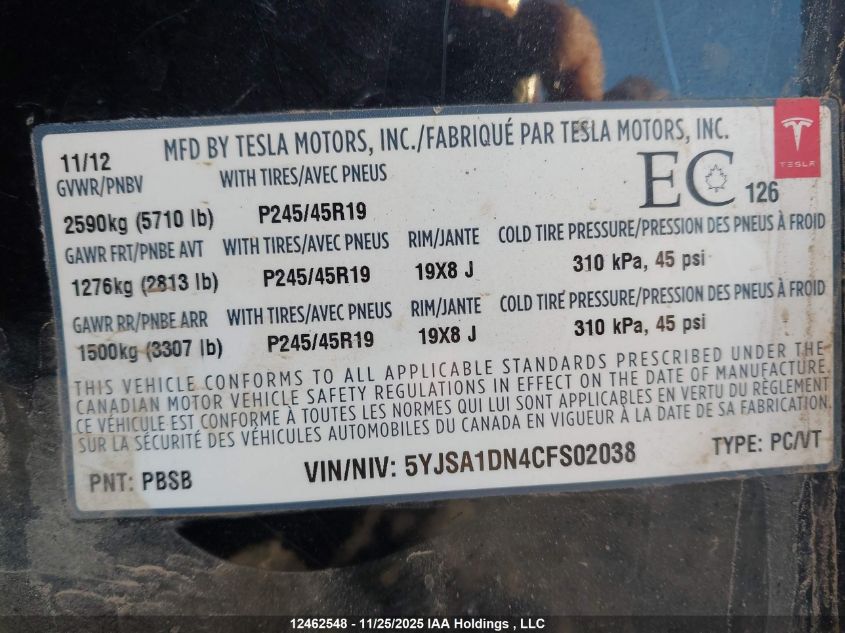 MFD BY TESLA MOTORS, INC./FABRIQUÉ PAR TESLA MOTORS, INC.
TESLA
11/12
EC 126
GVWR/PNBV WITH TIRES/AVEC PNEUS
2590kg (5710 lb) P245/45R19
GAWR FRT/PNBE AVT WITH TIRES/AVEC PNEUS RIM/JANTE COLD TIRE PRESSURE/PRESSION DES PNEUS À FROID
1276kg (2813 lb) P245/45R19 19X8 J 310 kPa, 45 psi
GAWR RR/PNBE ARR WITH TIRES/AVEC PNEUS RIM/JANTE COLD TIRE PRESSURE/PRESSION DES PNEUS À FROID
1500kg (3307 lb) P245/45R19 19X8 J 310 kPa, 45 psi
THIS VEHICLE CONFORMS TO ALL APPLICABLE STANDARDS PRESCRIBED UNDER THE
CANADIAN MOTOR VEHICLE SAFETY REGULATIONS IN EFFECT ON THE DATE OF MANUFACTURE.
CE VÉHICULE EST CONFORME À TOUTES LES NORMES QUI LUI SONT APPLICABLES EN VERTU DU RÈGLEMENT
SUR LA SÉCURITÉ DES VÉHICULES AUTOMOBILES DU CANADA EN VIGUEUR À LA DATE DE SA FABRICATION.
PNT: PBSB VIN/NIV: 5YJSA1DN4CFS02038 TYPE: PC/VT
12462548 - 11/25/2025 IAA Holdings , LLC